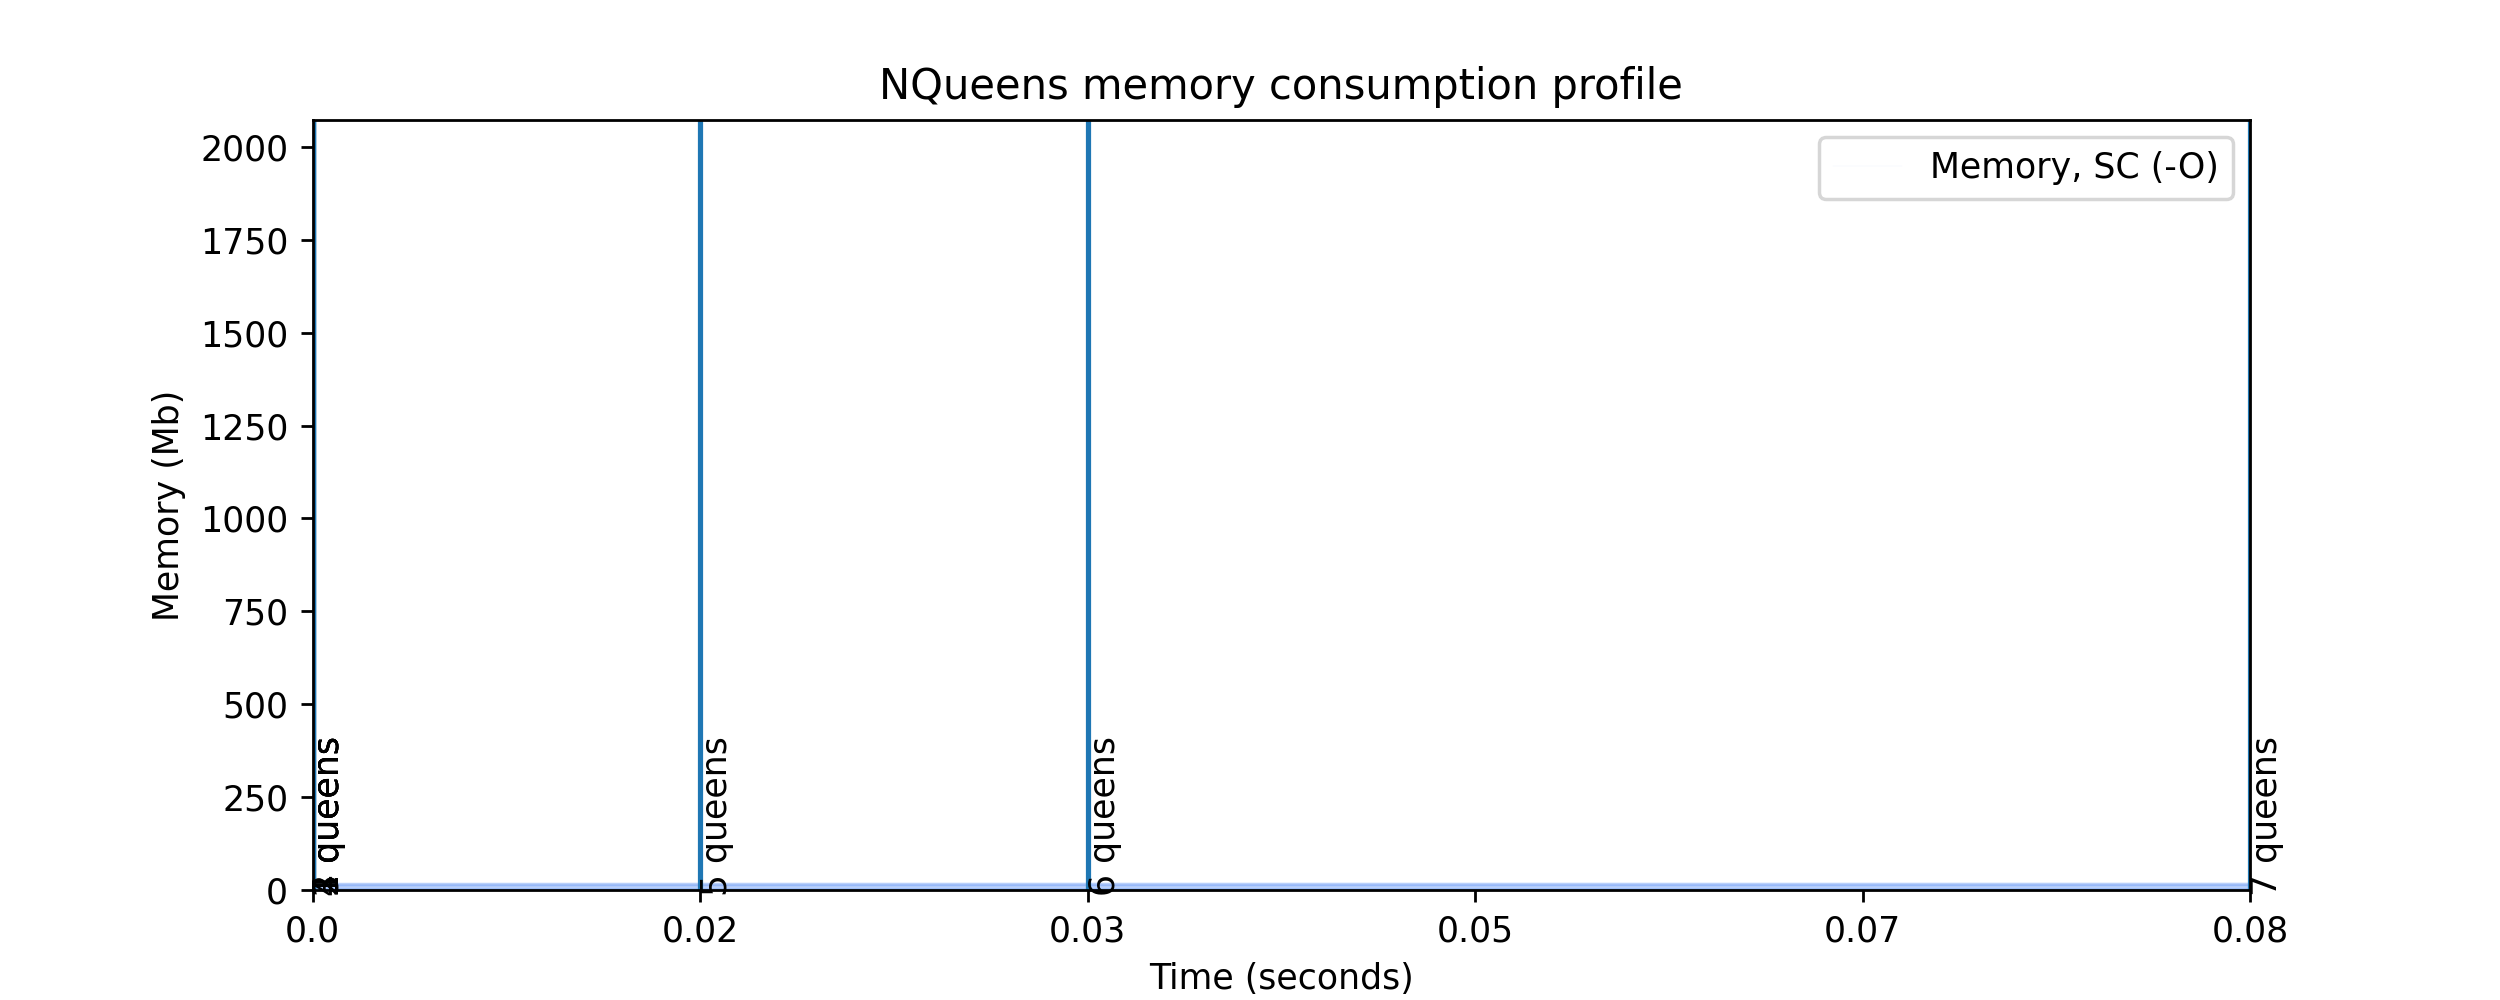 NQueens memory consumption profile
Memory, SC (-O)
Memory (Mb)
2000
1750
1500
1250
1000
750
500
250
0
queens
5 queens
6 queens
7 queens
0.0
0.02
0.03
0.05
0.07
0.08
Time (seconds)